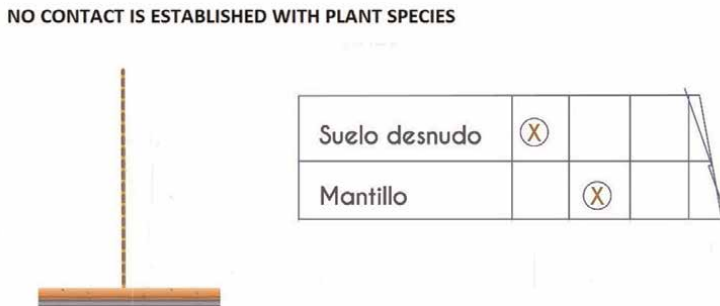 NO CONTACT IS ESTABLISHED WITH PLANT SPECIES
Suelo desnudo X
Mantillo X